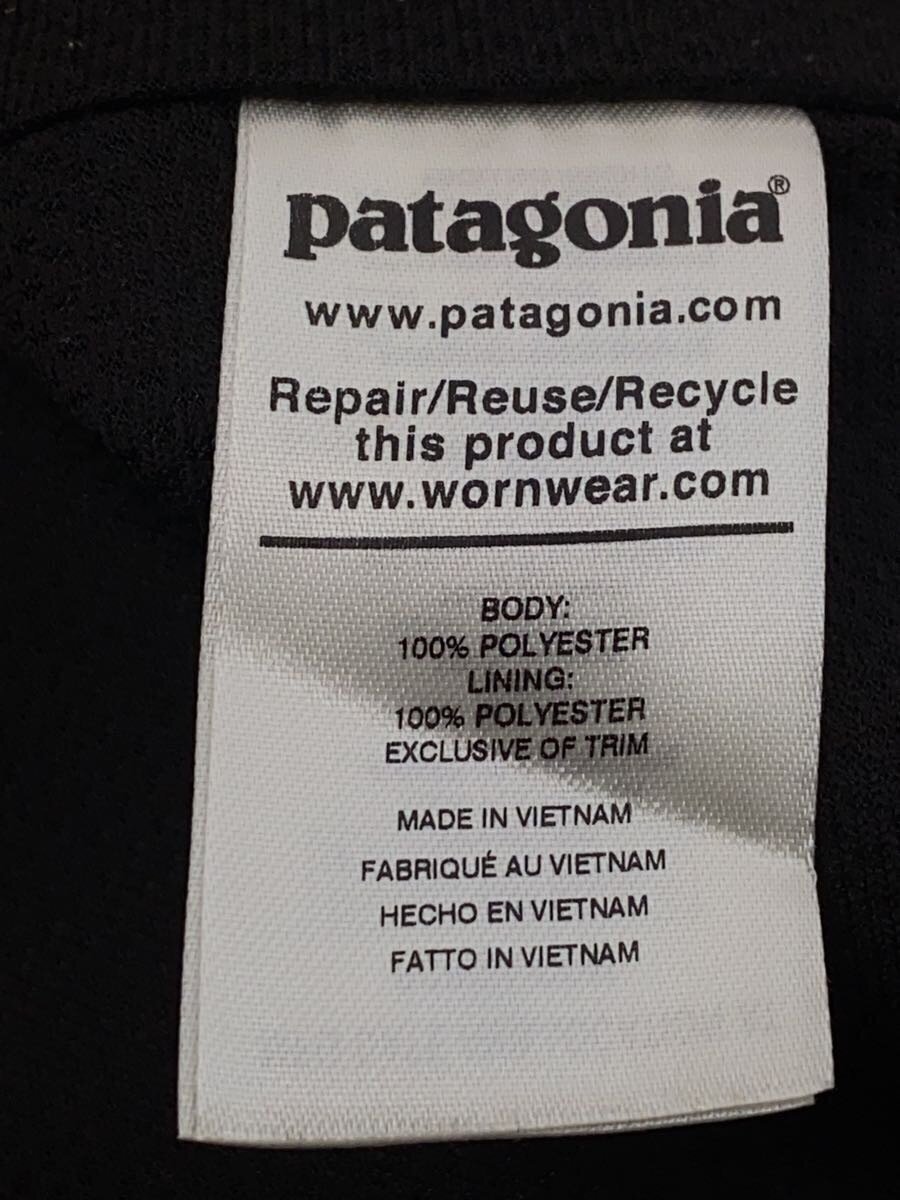 patagonia®
www.patagonia.com
Repair/Reuse/Recycle
this product at
www.wornwear.com
BODY:
100% POLYESTER
LINING:
100% POLYESTER
EXCLUSIVE OF TRIM
MADE IN VIETNAM
FABRIQUÉ AU VIETNAM
HECHO EN VIETNAM
FATTO IN VIETNAM